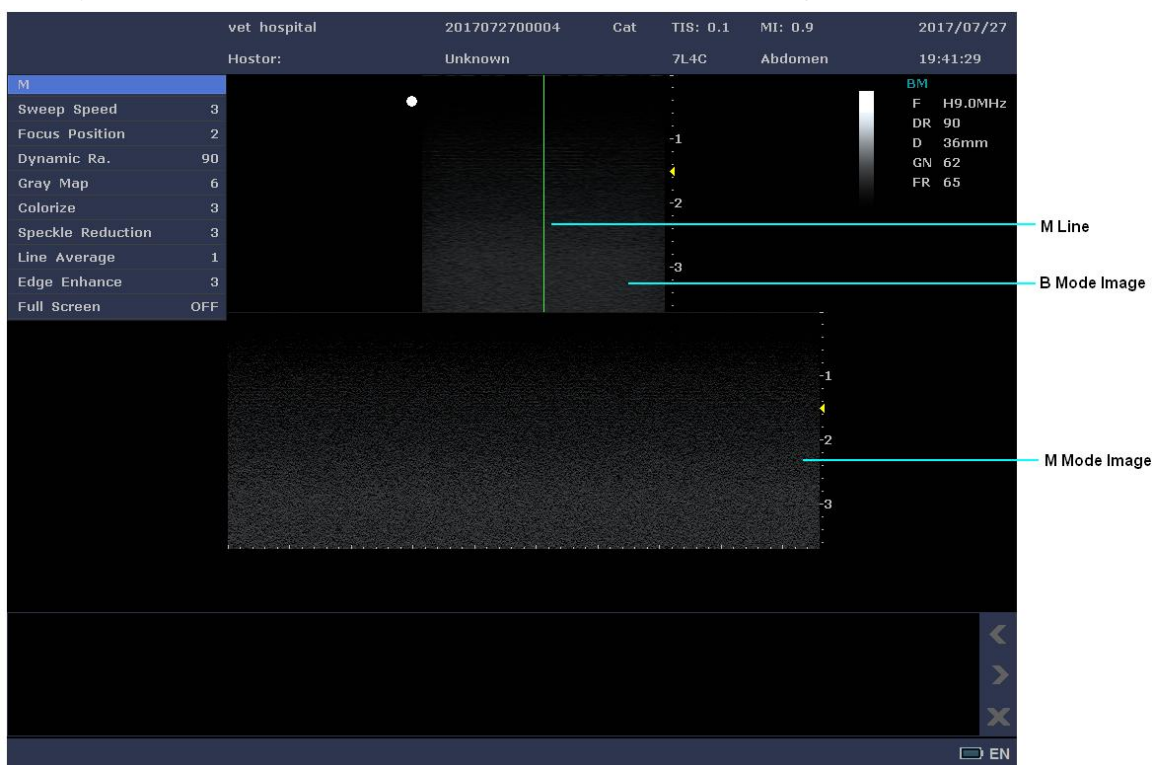 vet hospital 2017072700004 Cat TIS: 0.1 MI: 0.9 2017/07/27
Hostor: Unknown 7L4C Abdomen 19:41:29
M
Sweep Speed 3
Focus Position 2
Dynamic Ra. 90
Gray Map 6
Colorize 3
Speckle Reduction 3
Line Average 1
Edge Enhance 3
Full Screen OFF
-1
-2
-3
BM
F H9.0MHz
DR 90
D 36mm
GN 62
FR 65
M Line
B Mode Image
-1
-2
-3
M Mode Image
EN